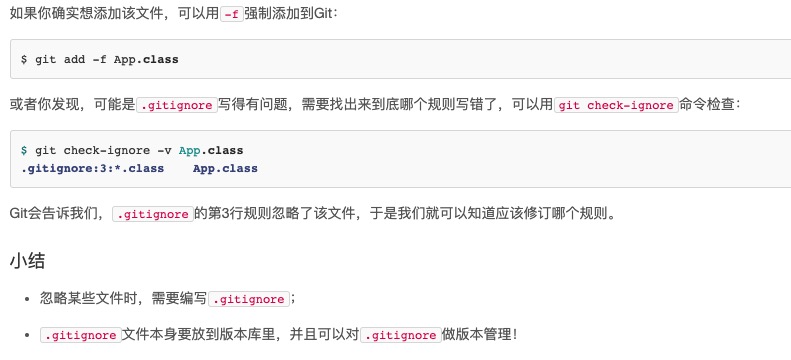 如果你确实想添加该文件，可以用-f强制添加到Git：
$ git add -f App.class
或者你发现，可能是.gitignore写得有问题，需要找出来到底哪个规则写错了，可以用git check-ignore命令检查：
$ git check-ignore -v App.class
.gitignore:3:*.class    App.class
Git会告诉我们，.gitignore的第3行规则忽略了该文件，于是我们就可以知道应该修订哪个规则。
小结
• 忽略某些文件时，需要编写.gitignore；
• .gitignore文件本身要放到版本库里，并且可以对.gitignore做版本管理！